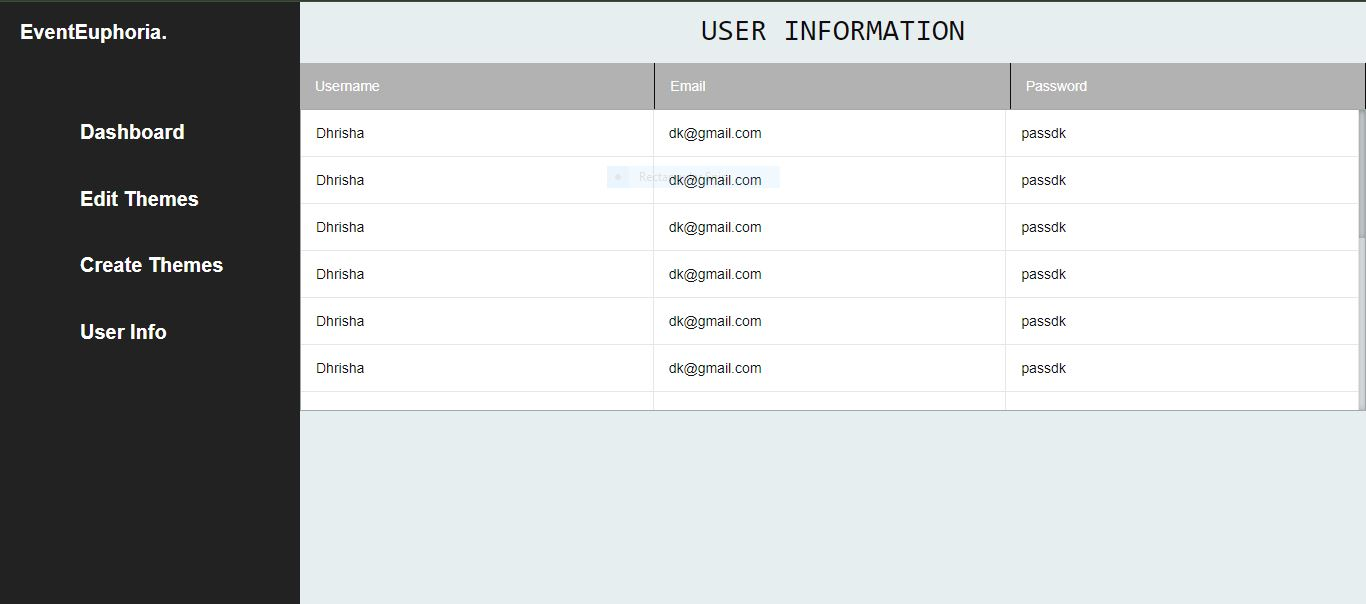 EventEuphoria.
Dashboard
Edit Themes
Create Themes
User Info
USER INFORMATION
Username Email Password
Dhrisha dk@gmail.com passdk
Dhrisha dk@gmail.com passdk
Dhrisha dk@gmail.com passdk
Dhrisha dk@gmail.com passdk
Dhrisha dk@gmail.com passdk
Dhrisha dk@gmail.com passdk